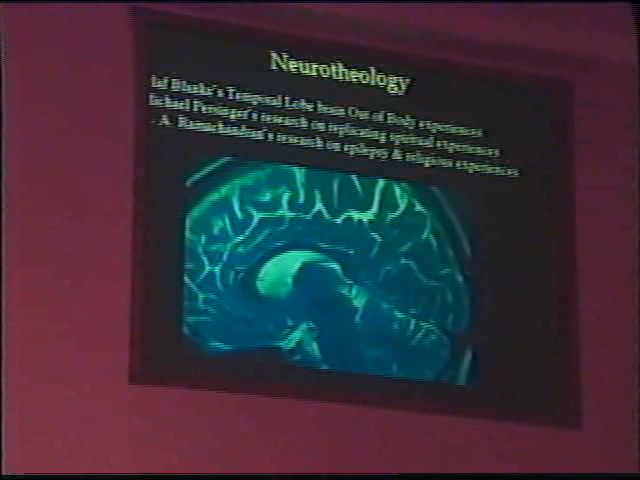 Neurotheology
laf Blanke's Temporal Lobe brain Out of Body experiences
lichael Persinger's research on replicating spiritual experiences
- A. Ramachandran's research on epilepsy & religious experiences